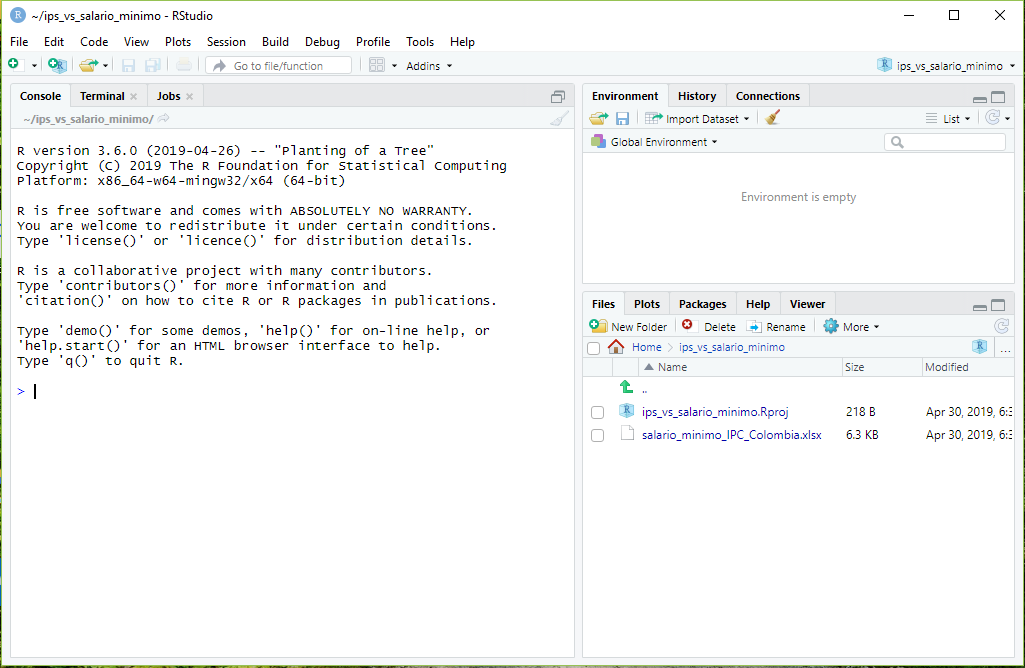 ~/ips_vs_salario_minimo - RStudio
File Edit Code View Plots Session Build Debug Profile Tools Help
Go to file/function Addins ips_vs_salario_minimo
Console Terminal Jobs
~/ips_vs_salario_minimo/
R version 3.6.0 (2019-04-26) -- "Planting of a Tree"
Copyright (C) 2019 The R Foundation for Statistical Computing
Platform: x86_64-w64-mingw32/x64 (64-bit)
R is free software and comes with ABSOLUTELY NO WARRANTY.
You are welcome to redistribute it under certain conditions.
Type 'license()' or 'licence()' for distribution details.
R is a collaborative project with many contributors.
Type 'contributors()' for more information and
'citation()' on how to cite R or R packages in publications.
Type 'demo()' for some demos, 'help()' for on-line help, or
'help.start()' for an HTML browser interface to help.
Type 'q()' to quit R.
>
Environment History Connections
Import Dataset List
Global Environment
Environment is empty
Files Plots Packages Help Viewer
New Folder Delete Rename More
Home ips_vs_salario_minimo ...
Name Size Modified
..
ips_vs_salario_minimo.Rproj 218 B Apr 30, 2019, 6:3
salario_minimo_IPC_Colombia.xlsx 6.3 KB Apr 30, 2019, 6:3